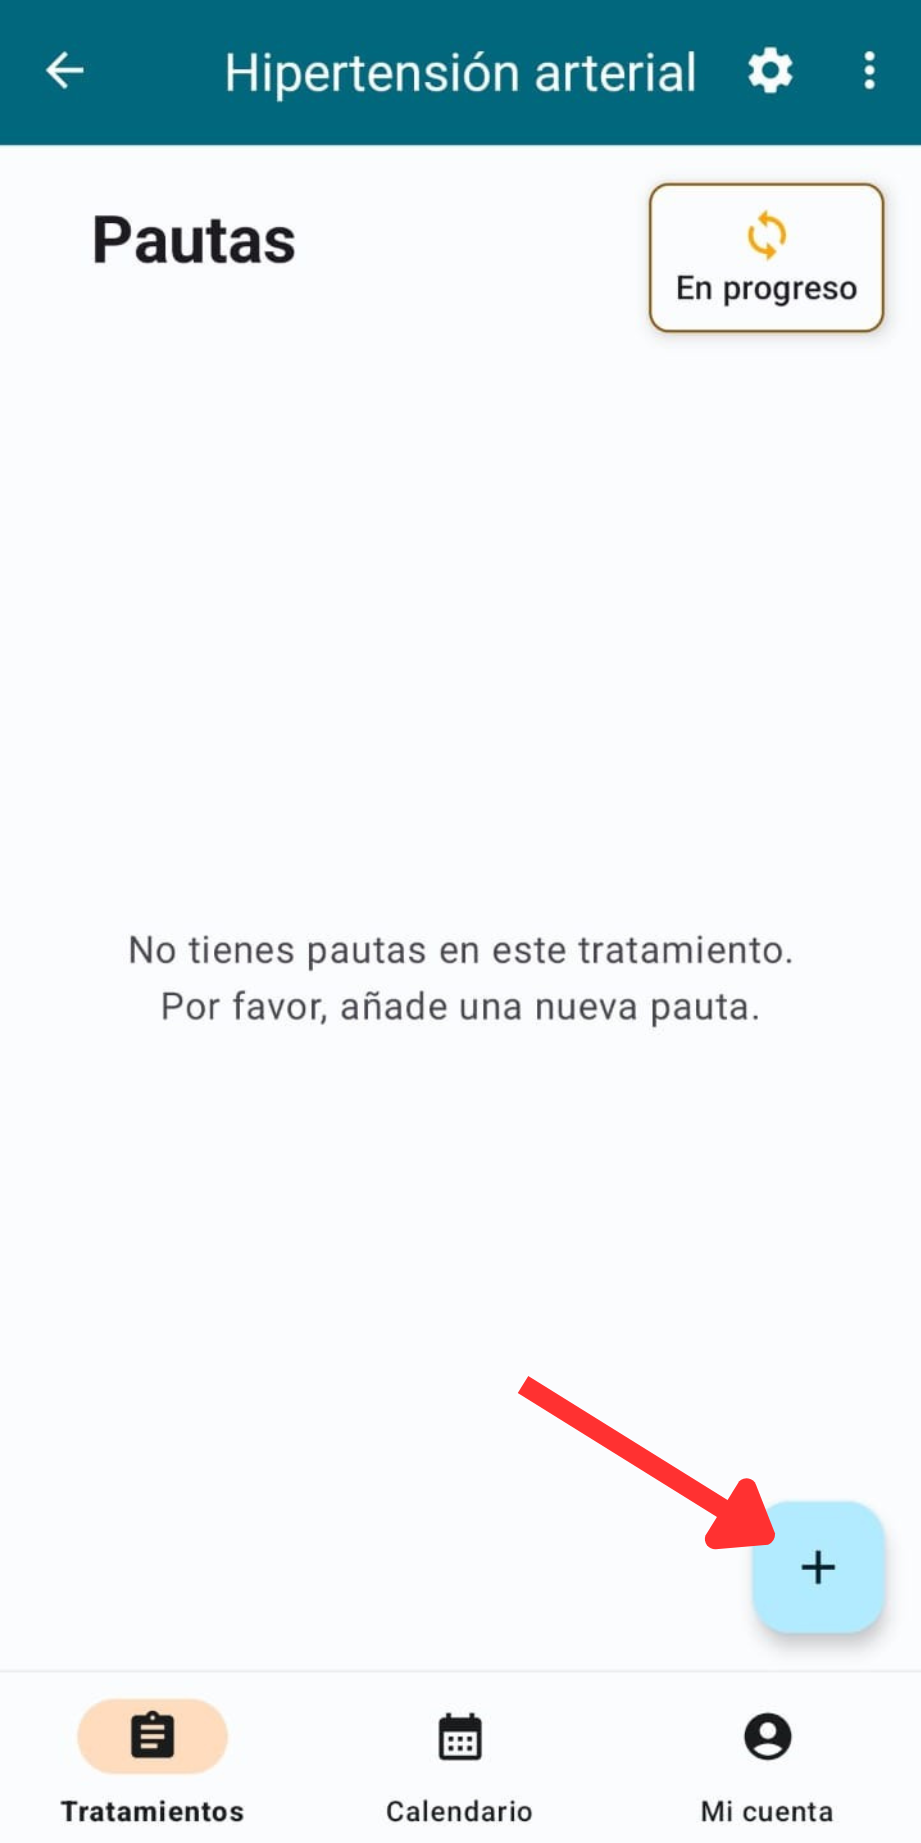 Hipertensión arterial
Pautas
En progreso
No tienes pautas en este tratamiento.
Por favor, añade una nueva pauta.
+
Tratamientos
Calendario
Mi cuenta